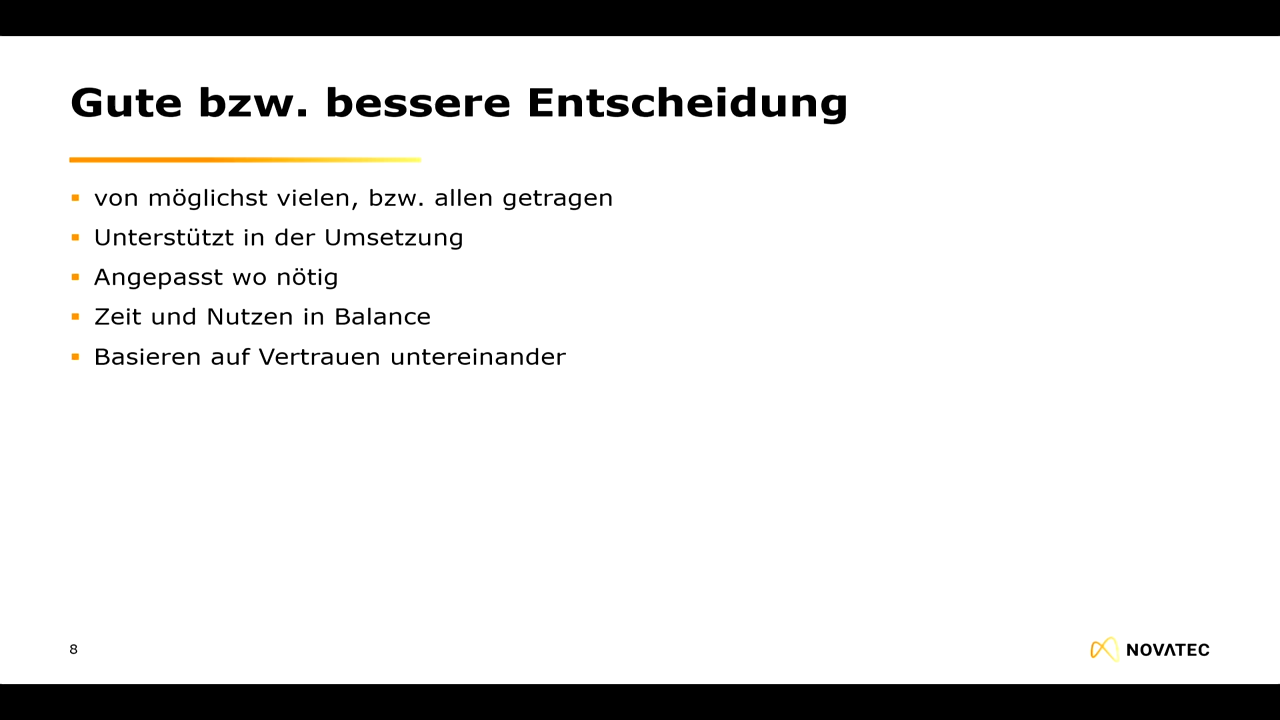 Gute bzw. bessere Entscheidung
von möglichst vielen, bzw. allen getragen
Unterstützt in der Umsetzung
Angepasst wo nötig
Zeit und Nutzen in Balance
Basieren auf Vertrauen untereinander
8
NOVATEC